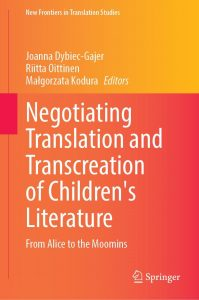 New Frontiers in Translation Studies
Joanna Dybiec-Gajer
Riitta Oittinen
Małgorzata Kodura Editors
Negotiating
Translation and
Transcreation
of Children's
Literature
From Alice to the Moomins
Springer